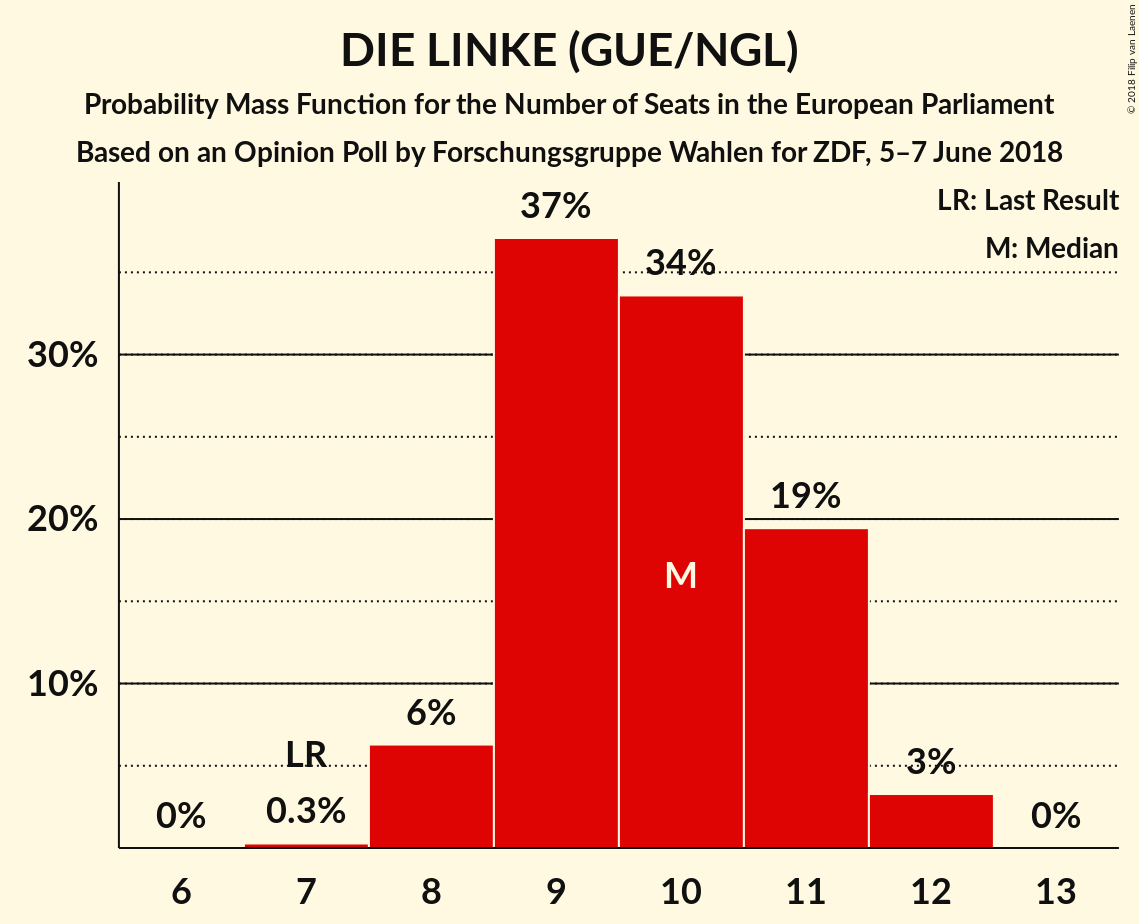 DIE LINKE (GUE/NGL)
Probability Mass Function for the Number of Seats in the European Parliament
Based on an Opinion Poll by Forschungsgruppe Wahlen for ZDF, 5–7 June 2018
© 2018 Filip van Laenen
LR: Last Result
M: Median
37%
34%
30%
20%
19%
M
10%
6%
LR
3%
0%
0.3%
0%
6 7 8 9 10 11 12 13